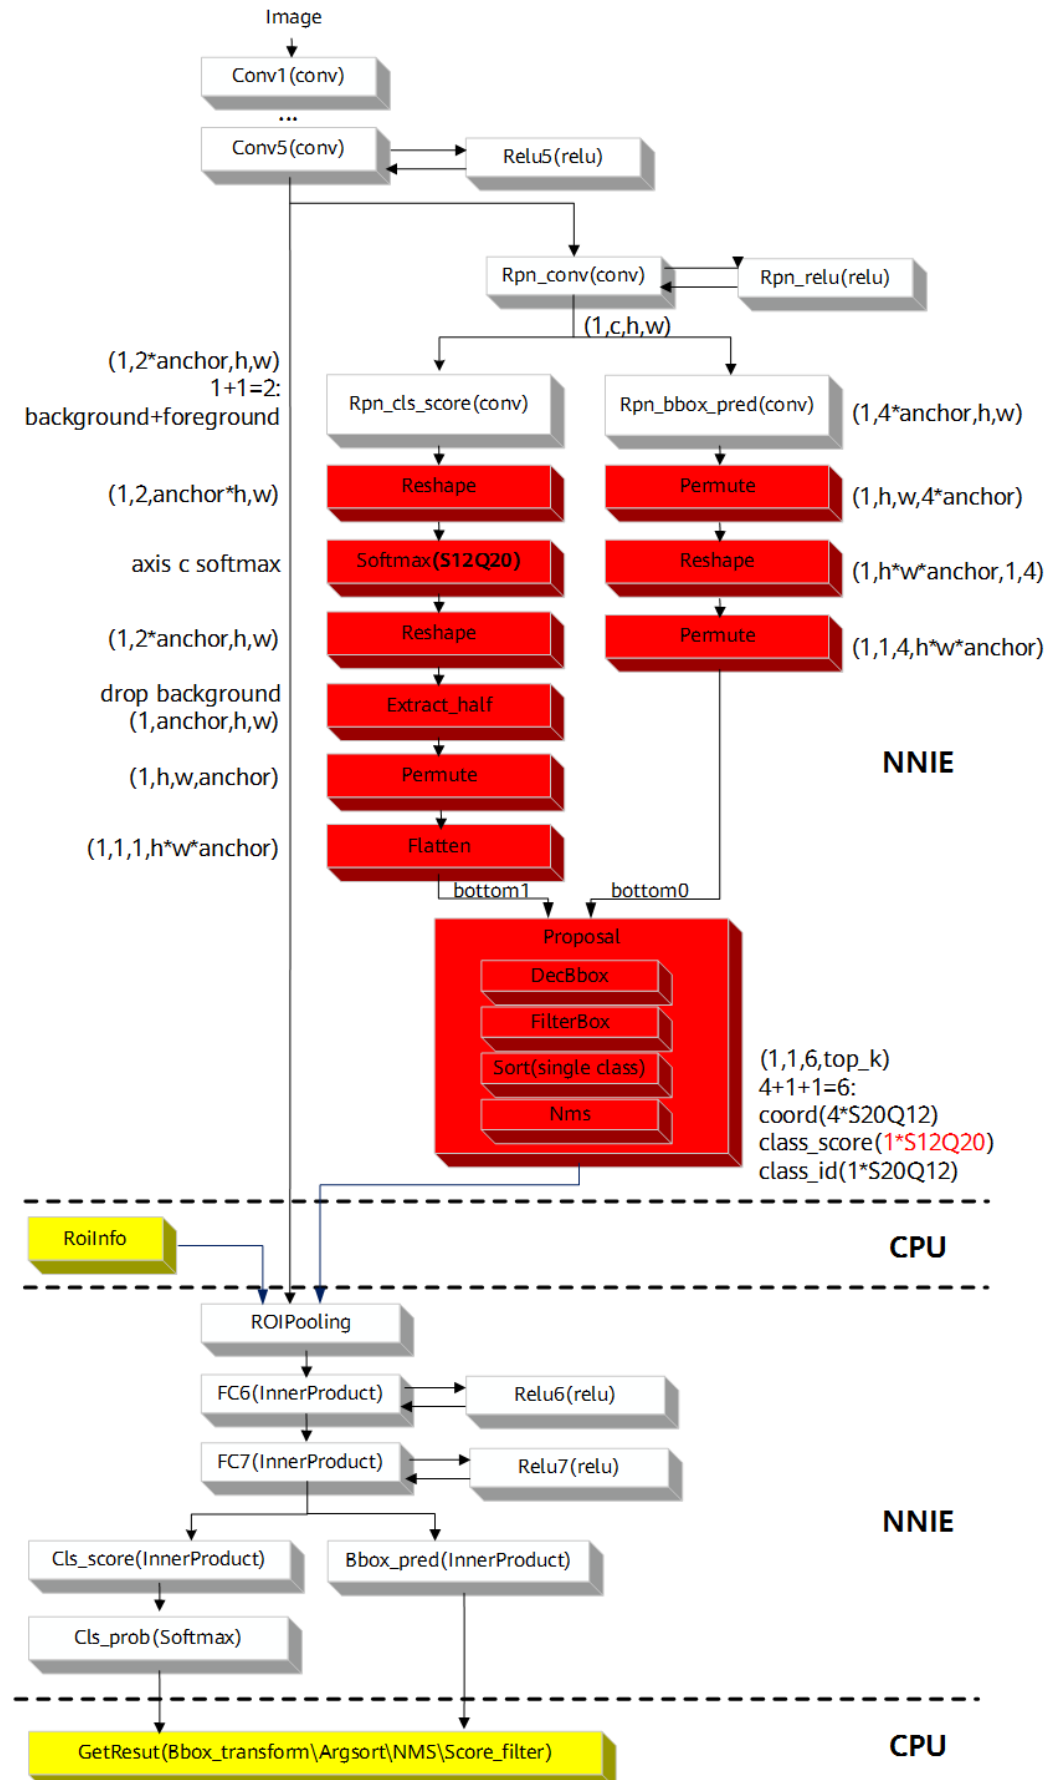 Image
Conv1(conv)
...
Conv5(conv)
Relu5(relu)
Rpn_conv(conv)
Rpn_relu(relu)
(1,c,h,w)
(1,2*anchor,h,w)
1+1=2:
background+foreground
Rpn_cls_score(conv)
Rpn_bbox_pred(conv)
(1,4*anchor,h,w)
(1,2,anchor*h,w)
Reshape
Permute
(1,h,w,4*anchor)
axis c softmax
Softmax(S12Q20)
Reshape
(1,h*w*anchor,1,4)
(1,2*anchor,h,w)
Reshape
Permute
(1,1,4,h*w*anchor)
drop background
(1,anchor,h,w)
Extract_half
(1,h,w,anchor)
Permute
NNIE
(1,1,1,h*w*anchor)
Flatten
bottom1
bottom0
Proposal
DecBbox
FilterBox
Sort(single class)
Nms
(1,1,6,top_k)
4+1+1=6:
coord(4*S20Q12)
class_score(1*S12Q20)
class_id(1*S20Q12)
RoiInfo
CPU
ROIPooling
FC6(InnerProduct)
Relu6(relu)
FC7(InnerProduct)
Relu7(relu)
NNIE
Cls_score(InnerProduct)
Bbox_pred(InnerProduct)
Cls_prob(Softmax)
GetResut(Bbox_transform\Argsort\NMS\Score_filter)
CPU